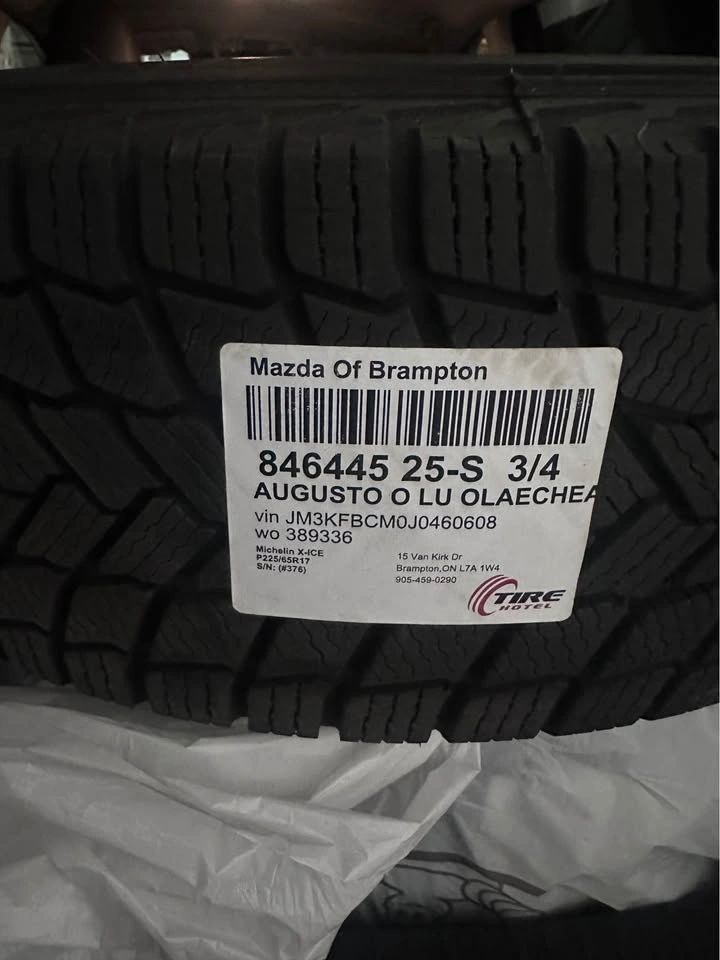 Mazda Of Brampton
846445 25-S 3/4
AUGUSTO O LU OLAECHEA
vin JM3KFBCM0J0460608
wo 389336
Michelin X-ICE
P225/65R17
S/N: (#376)
15 Van Kirk Dr
Brampton,ON L7A 1W4
905-459-0290
TIRE
HOTEL